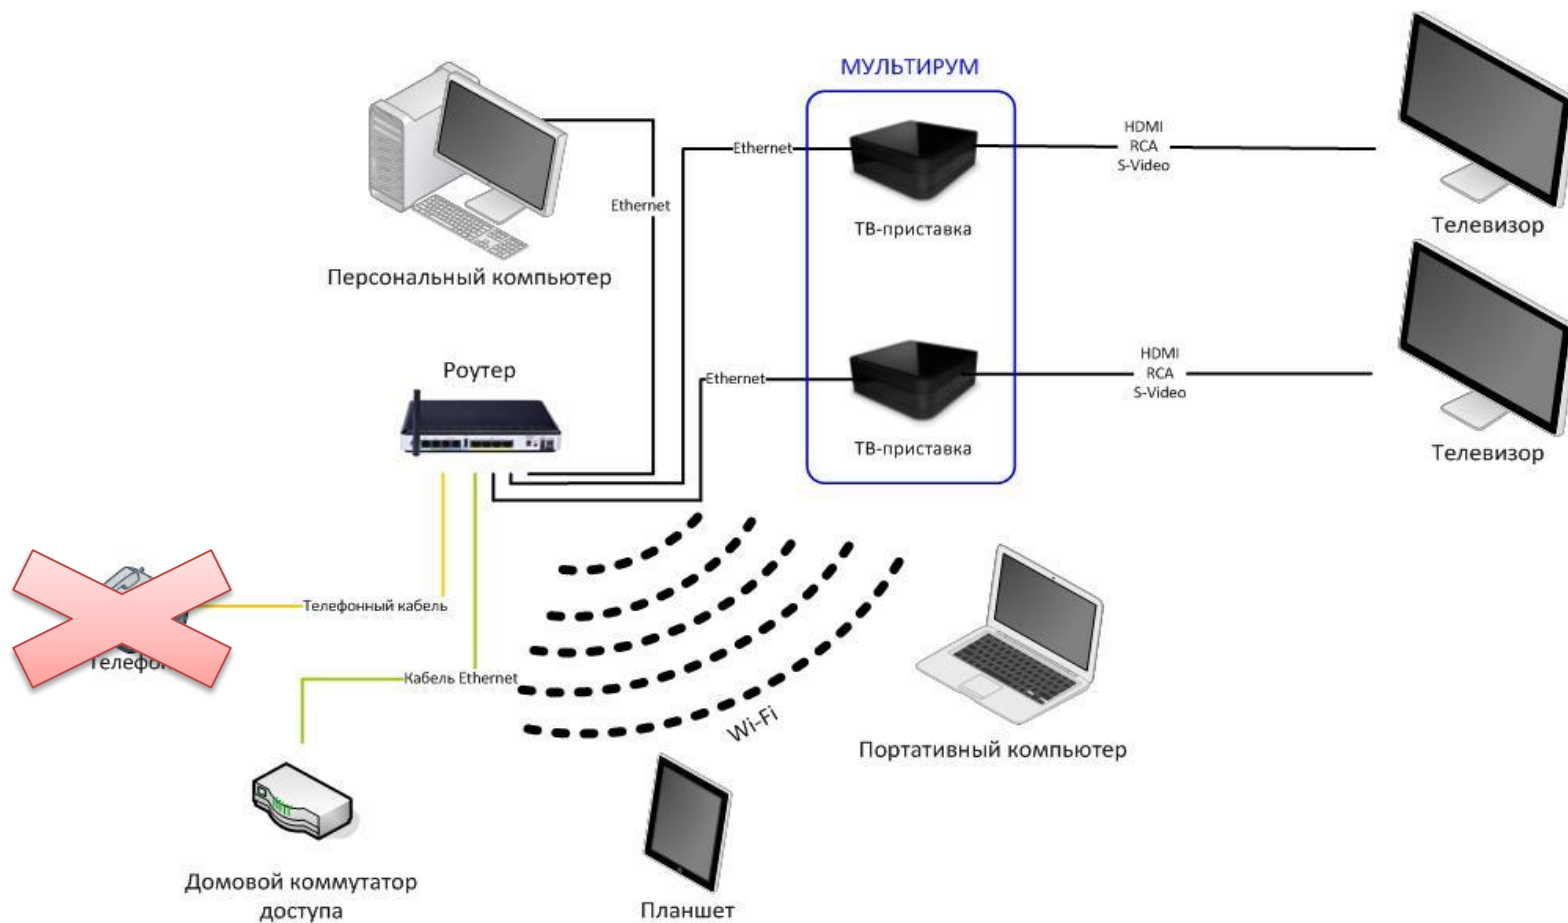 МУЛЬТИРУМ
HDMI
RCA
S-Video
Ethernet
Ethernet
ТВ-приставка
Телевизор
Персональный компьютер
HDMI
RCA
S-Video
Роутер
Ethernet
ТВ-приставка
Телевизор
Телефонный кабель
Кабель Ethernet
Wi-Fi
Портативный компьютер
Домовой коммутатор
доступа
Планшет